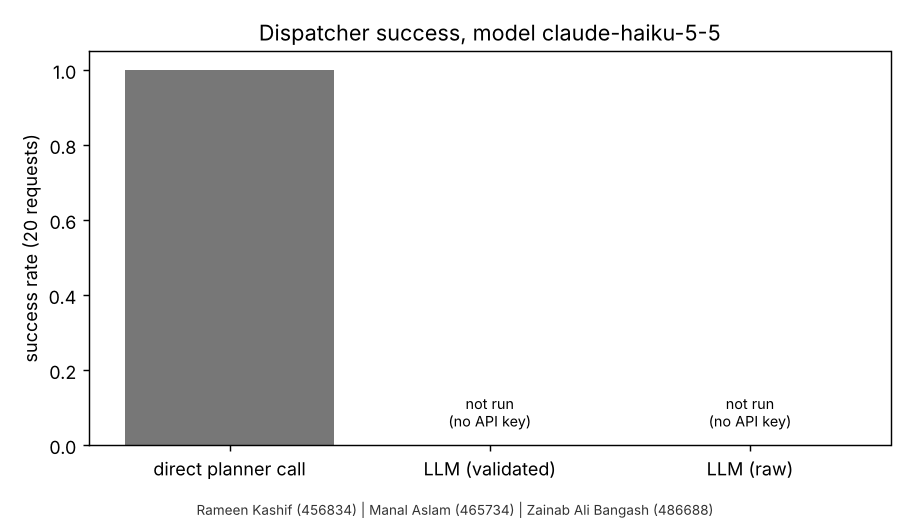 Dispatcher success, model claude-haiku-5-5
success rate (20 requests)
1.0
0.8
0.6
0.4
0.2
0.0
not run
(no API key)
not run
(no API key)
direct planner call
LLM (validated)
LLM (raw)
Rameen Kashif (456834) | Manal Aslam (465734) | Zainab Ali Bangash (486688)